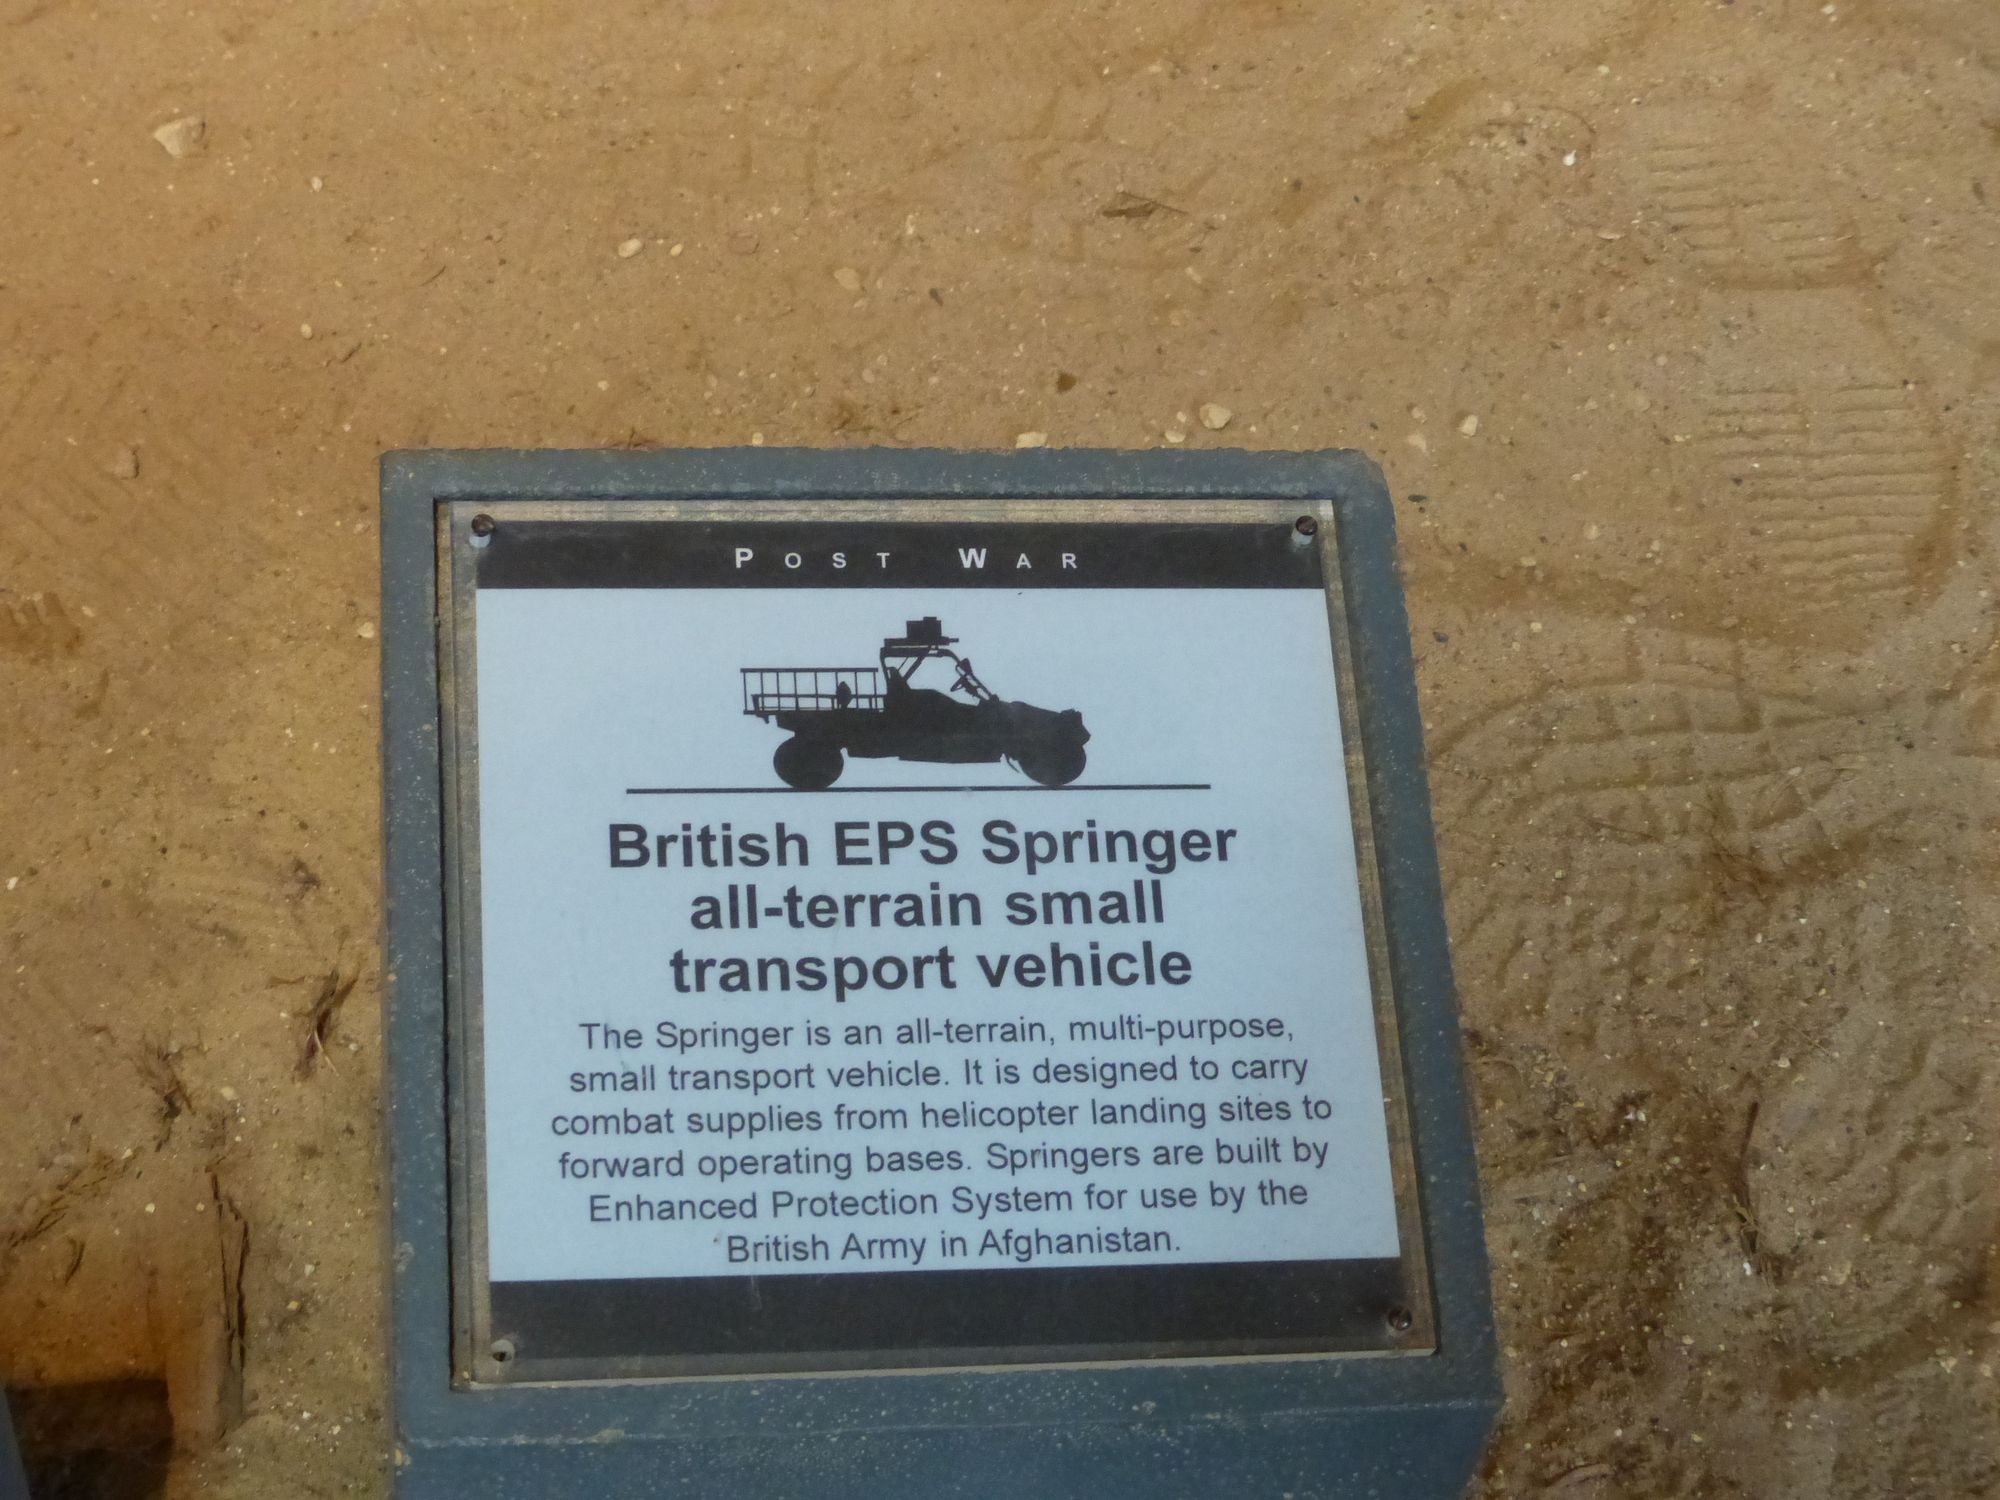 Post War
British EPS Springer
all-terrain small
transport vehicle
The Springer is an all-terrain, multi-purpose,
small transport vehicle. It is designed to carry
combat supplies from helicopter landing sites to
forward operating bases. Springers are built by
Enhanced Protection System for use by the
British Army in Afghanistan.